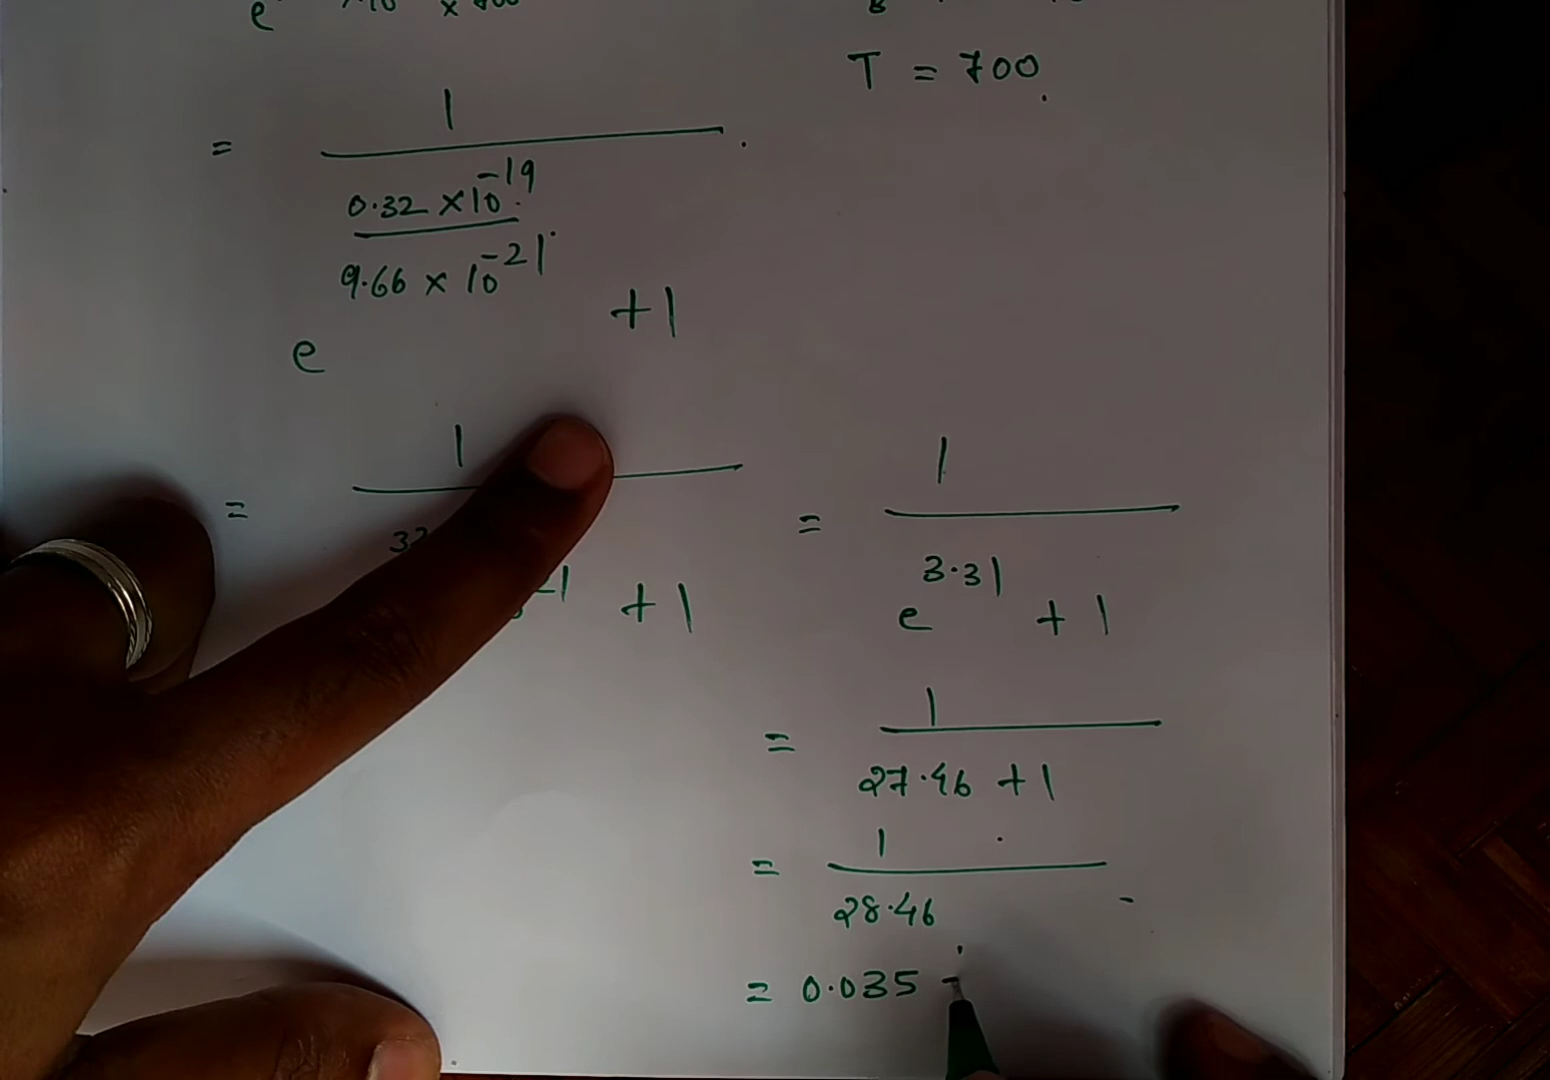 e
T = 700
= 1
0.32 × 10^-19
9.66 × 10^-21
e + 1
= 1
-1 + 1
= 1
e^3.31 + 1
= 1
27.46 + 1
= 1
28.46
= 0.035